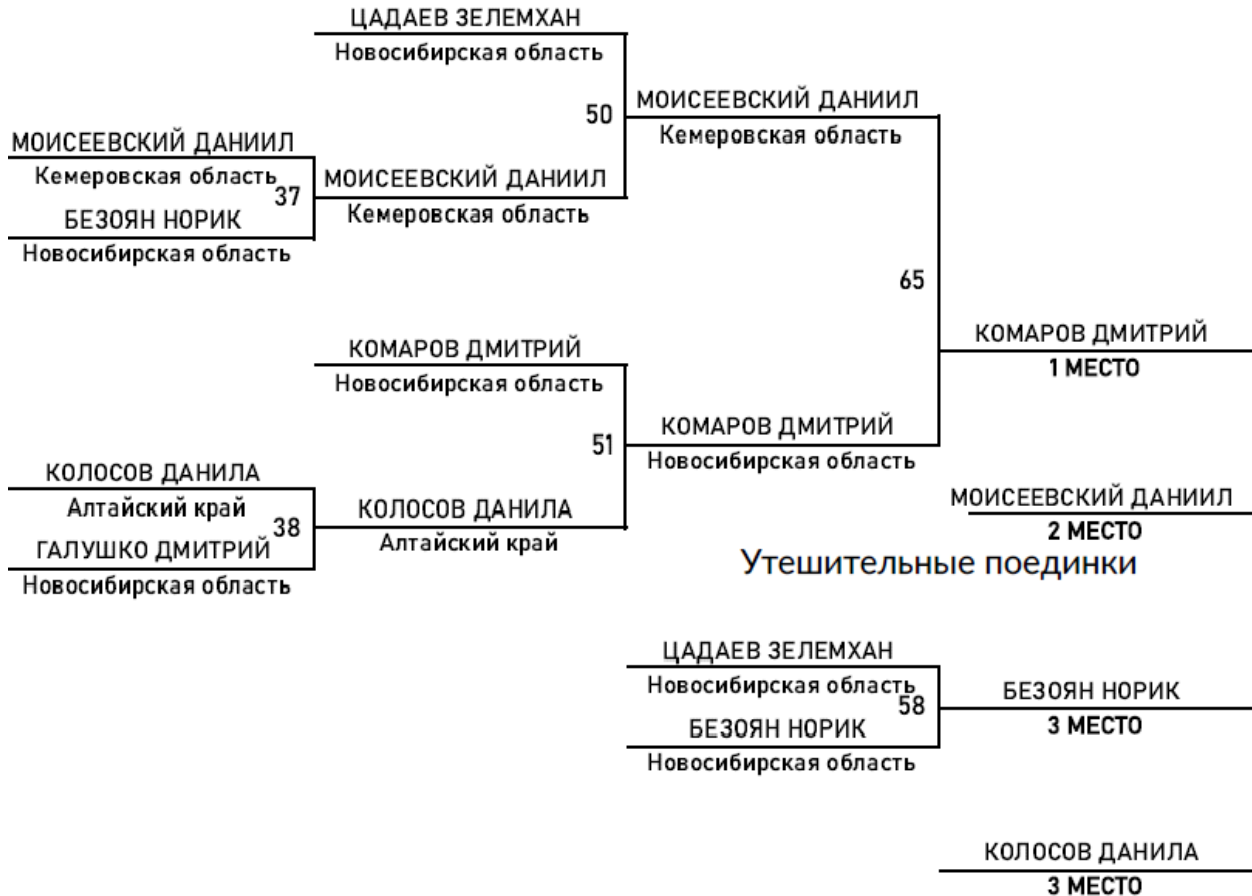 ЦАДАЕВ ЗЕЛЕМХАН
Новосибирская область
50
МОИСЕЕВСКИЙ ДАНИИЛ
Кемеровская область
МОИСЕЕВСКИЙ ДАНИИЛ
Кемеровская область
37
МОИСЕЕВСКИЙ ДАНИИЛ
Кемеровская область
БЕЗОЯН НОРИК
Новосибирская область
65
КОМАРОВ ДМИТРИЙ
1 МЕСТО
КОМАРОВ ДМИТРИЙ
Новосибирская область
51
КОМАРОВ ДМИТРИЙ
Новосибирская область
КОЛОСОВ ДАНИЛА
Алтайский край
38
КОЛОСОВ ДАНИЛА
Алтайский край
ГАЛУШКО ДМИТРИЙ
Новосибирская область
МОИСЕЕВСКИЙ ДАНИИЛ
2 МЕСТО
Утешительные поединки
ЦАДАЕВ ЗЕЛЕМХАН
Новосибирская область
58
БЕЗОЯН НОРИК
Новосибирская область
БЕЗОЯН НОРИК
3 МЕСТО
КОЛОСОВ ДАНИЛА
3 МЕСТО